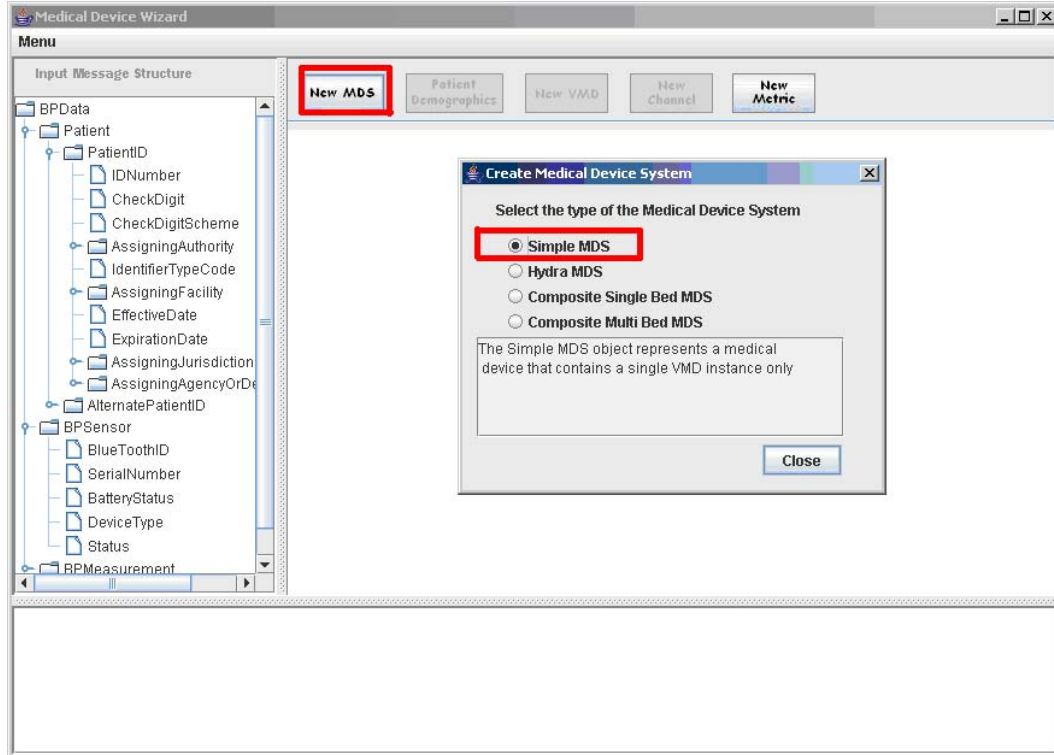 Medical Device Wizard
Menu
Input Message Structure
BPData
Patient
PatientID
IDNumber
CheckDigit
CheckDigitScheme
AssigningAuthority
IdentifierTypeCode
AssigningFacility
EffectiveDate
ExpirationDate
AssigningJurisdiction
AssigningAgencyOrDe
AlternatePatientID
BPSensor
BlueToothID
SerialNumber
BatteryStatus
DeviceType
Status
BPMeasurement
New MDS
Patient
Demographics
New VMD
New
Channel
New
Metric
Create Medical Device System
Select the type of the Medical Device System
Simple MDS
Hydra MDS
Composite Single Bed MDS
Composite Multi Bed MDS
The Simple MDS object represents a medical
device that contains a single VMD instance only
Close